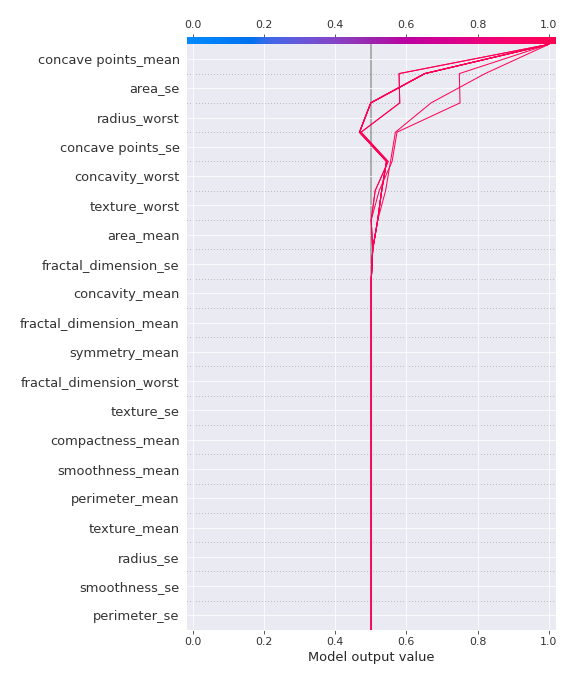 0.0 0.2 0.4 0.6 0.8 1.0
concave points_mean
area_se
radius_worst
concave points_se
concavity_worst
texture_worst
area_mean
fractal_dimension_se
concavity_mean
fractal_dimension_mean
symmetry_mean
fractal_dimension_worst
texture_se
compactness_mean
smoothness_mean
perimeter_mean
texture_mean
radius_se
smoothness_se
perimeter_se
0.0 0.2 0.4 0.6 0.8 1.0
Model output value